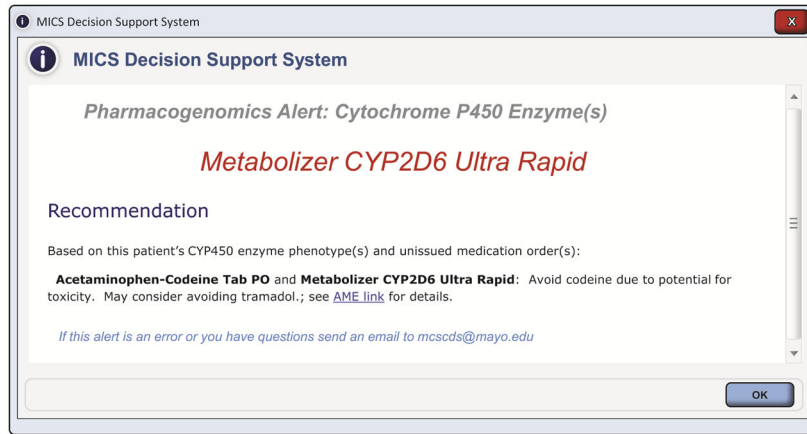 MICS Decision Support System
X
MICS Decision Support System
Pharmacogenomics Alert: Cytochrome P450 Enzyme(s)
Metabolizer CYP2D6 Ultra Rapid
Recommendation
Based on this patient's CYP450 enzyme phenotype(s) and unissued medication order(s):
Acetaminophen-Codeine Tab PO and Metabolizer CYP2D6 Ultra Rapid: Avoid codeine due to potential for
toxicity. May consider avoiding tramadol.; see AME link for details.
If this alert is an error or you have questions send an email to mcscds@mayo.edu
OK